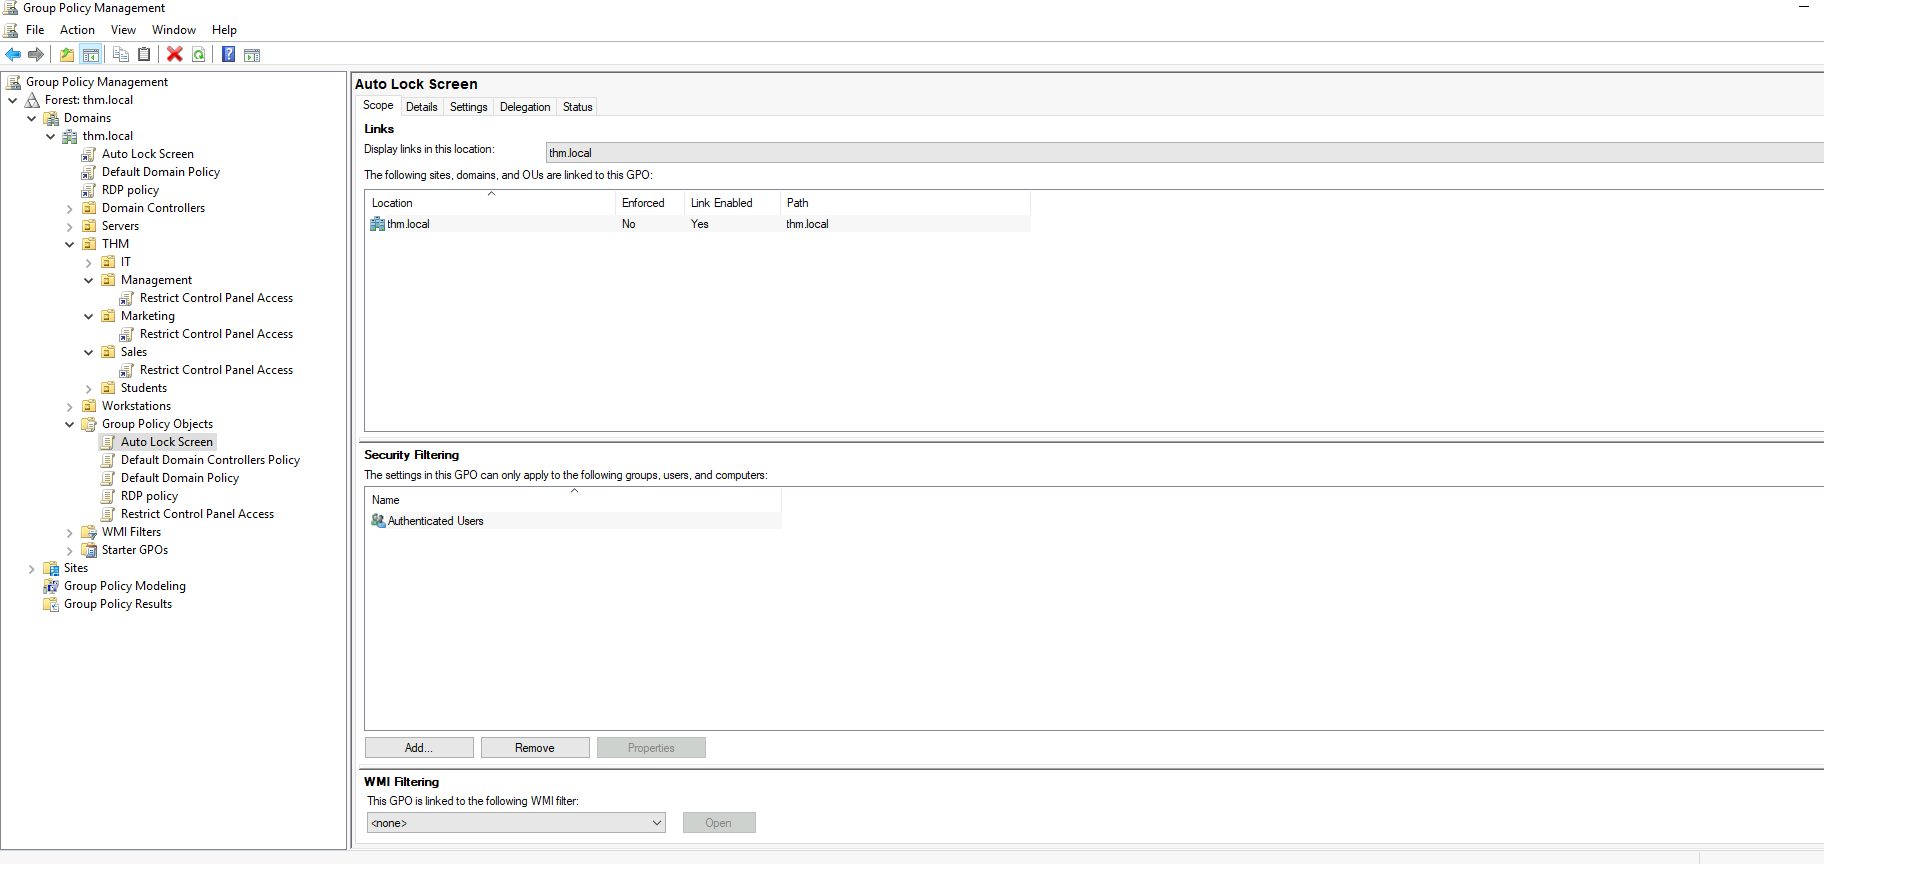 Group Policy Management
File Action View Window Help
Group Policy Management
Forest: thm.local
Domains
thm.local
Auto Lock Screen
Default Domain Policy
RDP policy
Domain Controllers
Servers
THM
IT
Management
Restrict Control Panel Access
Marketing
Restrict Control Panel Access
Sales
Restrict Control Panel Access
Students
Workstations
Group Policy Objects
Auto Lock Screen
Default Domain Controllers Policy
Default Domain Policy
RDP policy
Restrict Control Panel Access
WMI Filters
Starter GPOs
Sites
Group Policy Modeling
Group Policy Results
Auto Lock Screen
Scope Details Settings Delegation Status
Links
Display links in this location: thm.local
The following sites, domains, and OUs are linked to this GPO:
Location Enforced Link Enabled Path
thm.local No Yes thm.local
Security Filtering
The settings in this GPO can only apply to the following groups, users, and computers:
Name
Authenticated Users
Add... Remove Properties
WMI Filtering
This GPO is linked to the following WMI filter:
<none> Open